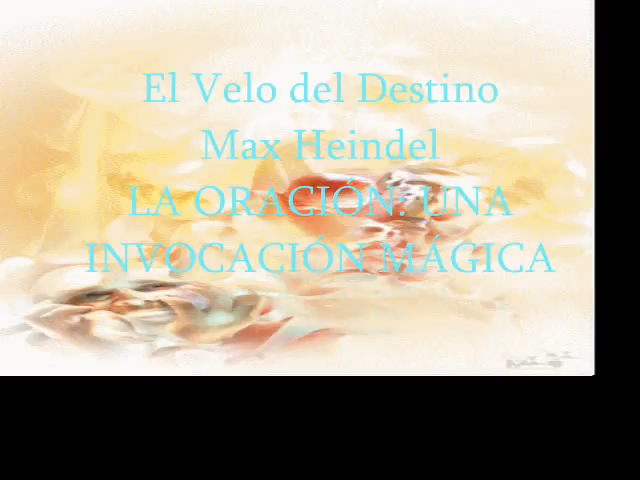 El Velo del Destino
Max Heindel
LA ORACIÓN: UNA
INVOCACIÓN MÁGICA